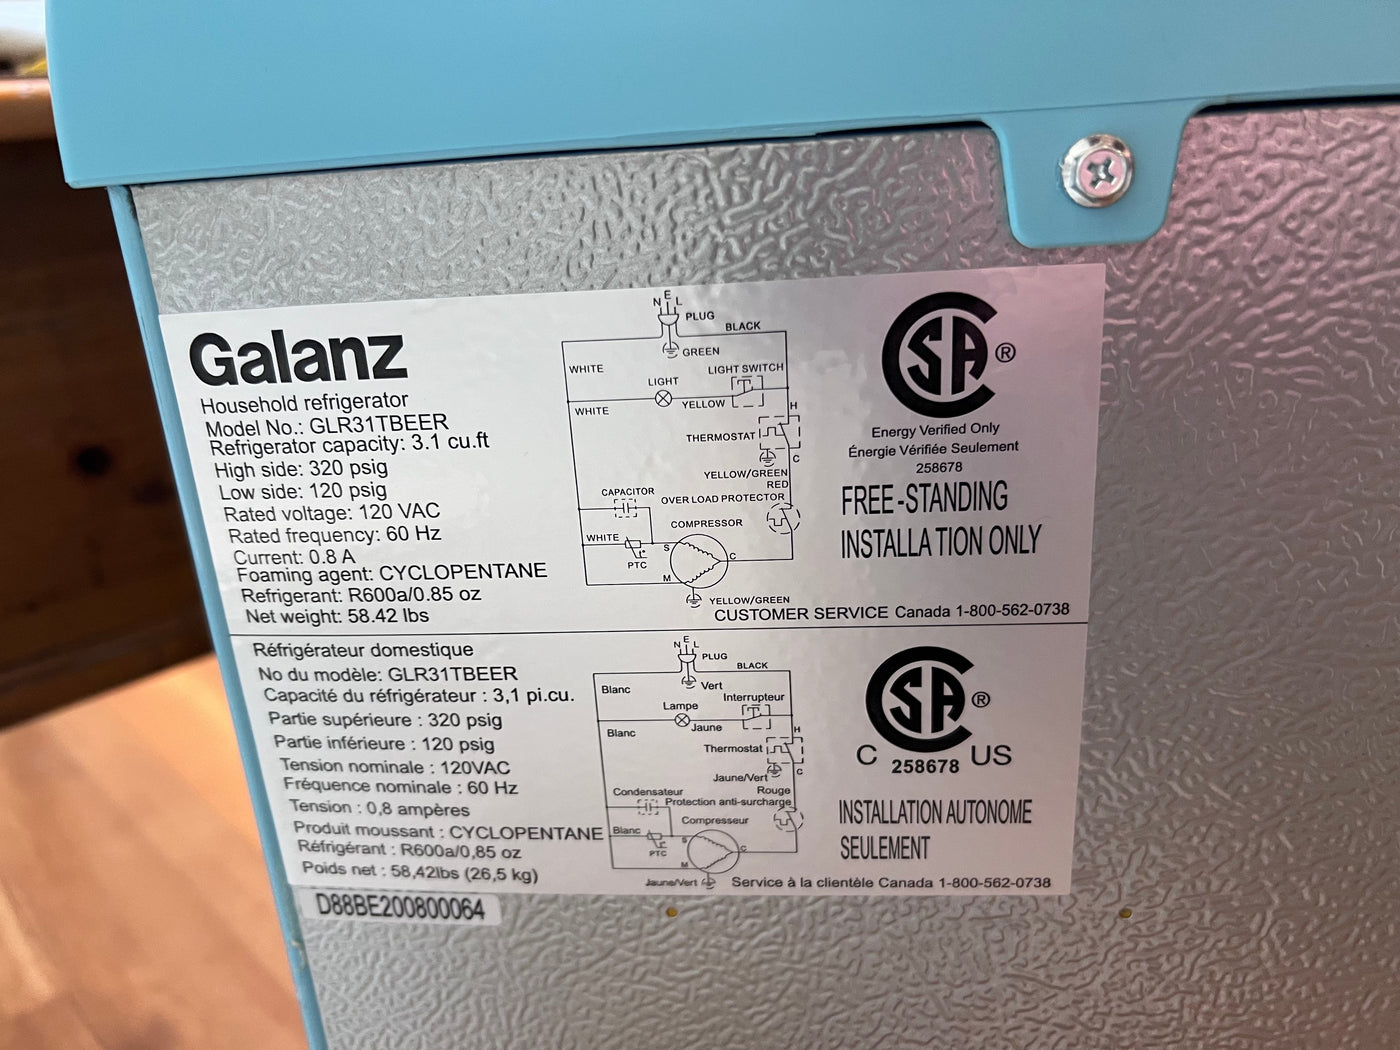 Galanz
Household refrigerator
Model No.: GLR31TBEER
Refrigerator capacity: 3.1 cu.ft
High side: 320 psig
Low side: 120 psig
Rated voltage: 120 VAC
Rated frequency: 60 Hz
Current: 0.8 A
Foaming agent: CYCLOPENTANE
Refrigerant: R600a/0.85 oz
Net weight: 58.42 lbs
N E L
PLUG
BLACK
GREEN
WHITE
LIGHT SWITCH
LIGHT
WHITE
YELLOW
H
THERMOSTAT
C
YELLOW/GREEN
RED
CAPACITOR
OVER LOAD PROTECTOR
COMPRESSOR
WHITE
S
C
PTC
M
YELLOW/GREEN
CSA ®
Energy Verified Only
Énergie Vérifiée Seulement
258678
FREE-STANDING
INSTALLATION ONLY
CUSTOMER SERVICE Canada 1-800-562-0738
Réfrigérateur domestique
No du modèle: GLR31TBEER
Capacité du réfrigérateur : 3,1 pi.cu.
Partie supérieure : 320 psig
Partie inférieure : 120 psig
Tension nominale : 120VAC
Fréquence nominale : 60 Hz
Tension : 0,8 ampères
Produit moussant : CYCLOPENTANE
Réfrigérant : R600a/0,85 oz
Poids net : 58,42lbs (26,5 kg)
N E L
PLUG
BLACK
Vert
Blanc
Interrupteur
Lampe
Blanc
Jaune
H
Thermostat
C
Jaune/Vert
Rouge
Condensateur
Protection anti-surcharge
Compresseur
Blanc
S
C
PTC
M
Jaune/Vert
CSA ®
C 258678 US
INSTALLATION AUTONOME
SEULEMENT
Service à la clientèle Canada 1-800-562-0738
D88BE200800064